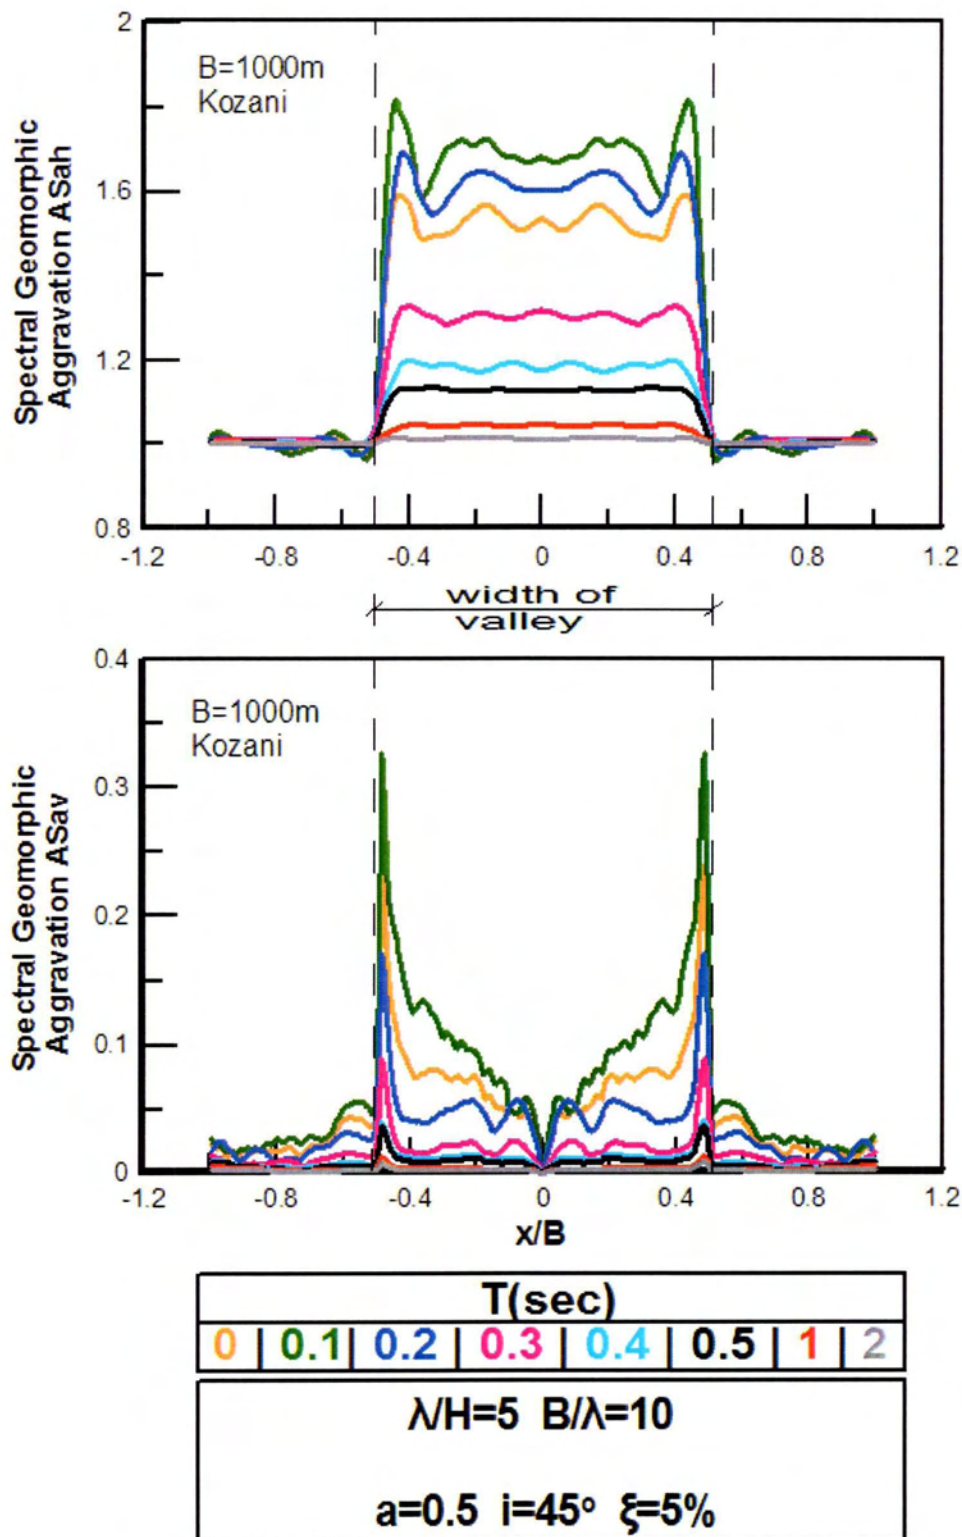 2
B=1000m
Kozani
1.6
1.2
0.8
Spectral Geomorphic
Aggravation ASah
-1.2 -0.8 -0.4 0 0.4 0.8 1.2
width of
valley
0.4
B=1000m
Kozani
0.3
0.2
0.1
0
Spectral Geomorphic
Aggravation ASav
-1.2 -0.8 -0.4 0 0.4 0.8 1.2
x/B
T(sec)
0 | 0.1 | 0.2 | 0.3 | 0.4 | 0.5 | 1 | 2
λ/H=5 B/λ=10
a=0.5 i=45° ξ=5%